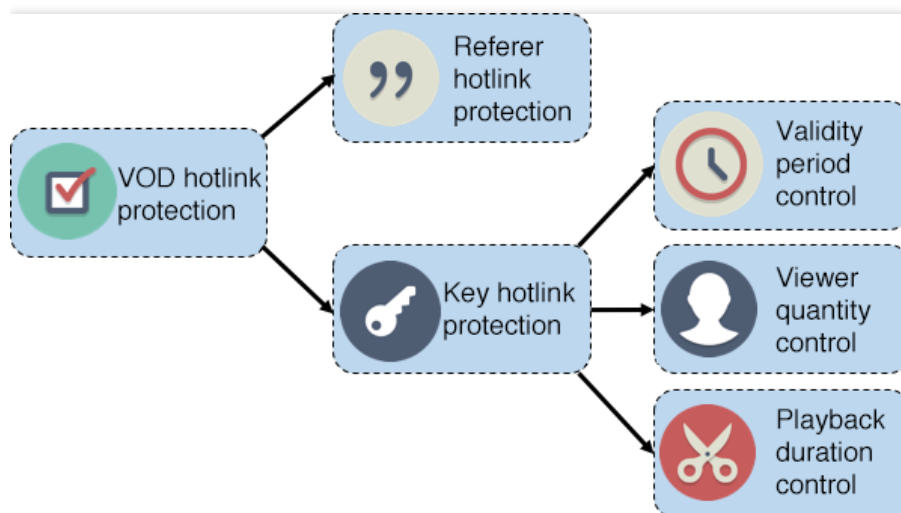 Referer
hotlink
protection
VOD hotlink
protection
Validity
period
control
Key hotlink
protection
Viewer
quantity
control
Playback
duration
control